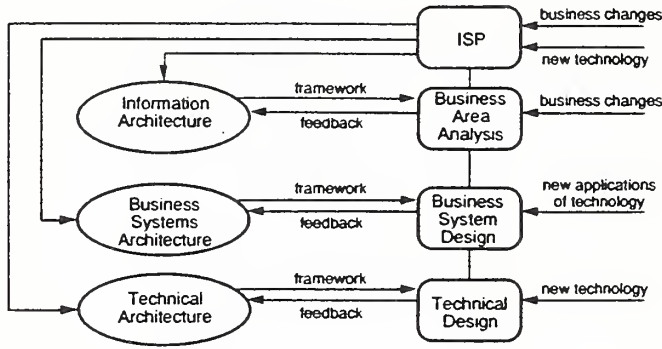 business changes
ISP
new technology
Information
Architecture
framework
feedback
Business
Area
Analysis
business changes
Business
Systems
Architecture
framework
feedback
Business
System
Design
new applications
of technology
Technical
Architecture
framework
feedback
Technical
Design
new technology